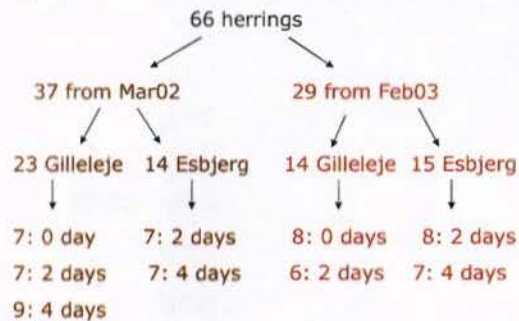 66 herrings
37 from Mar02 29 from Feb03
23 Gilleleje 14 Esbjerg 14 Gilleleje 15 Esbjerg
7: 0 day 7: 2 days 8: 0 days 8: 2 days
7: 2 days 7: 4 days 6: 2 days 7: 4 days
9: 4 days